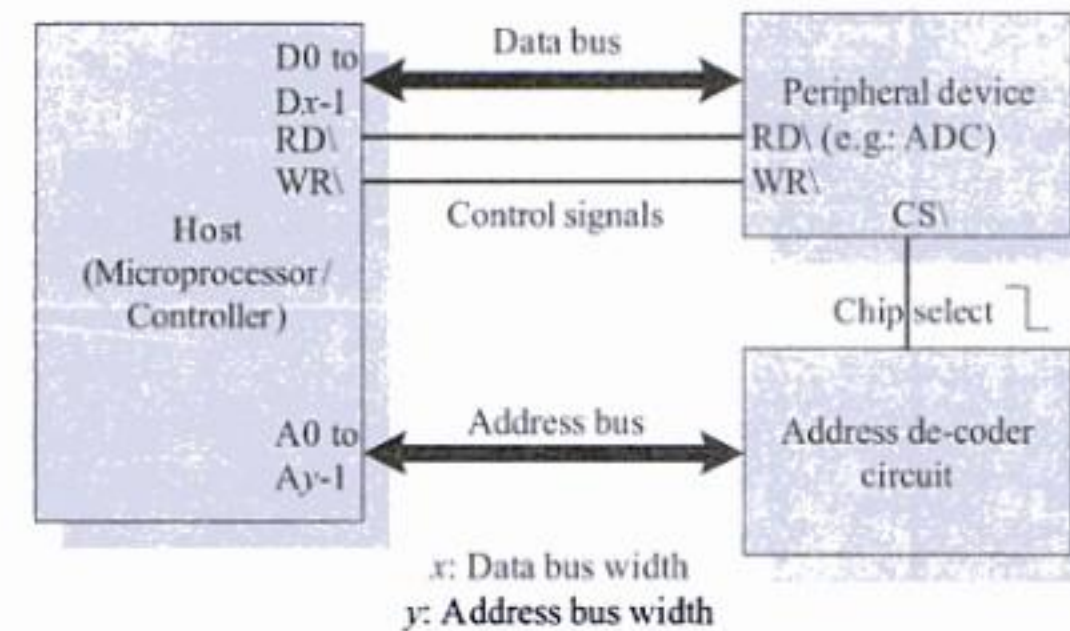 D0 to
Dx-1
RD\
WR\
Host
(Microprocessor/
Controller)
A0 to
Ay-1
Data bus
Control signals
Address bus
Peripheral device
RD\ (e.g.: ADC)
WR\
CS\
Chip select
Address de-coder
circuit
x: Data bus width
y: Address bus width